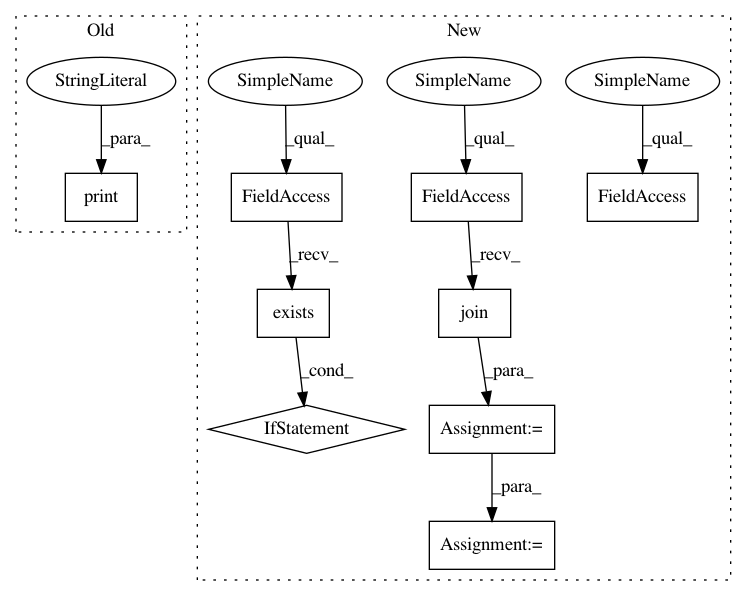 Old
New
StringLiteral
SimpleName
SimpleName
SimpleName
_para_
_qual_
_qual_
_qual_
print
FieldAccess
FieldAccess
FieldAccess
_recv_
_recv_
exists
join
_cond_
_para_
IfStatement
Assignment:=
_para_
Assignment:=